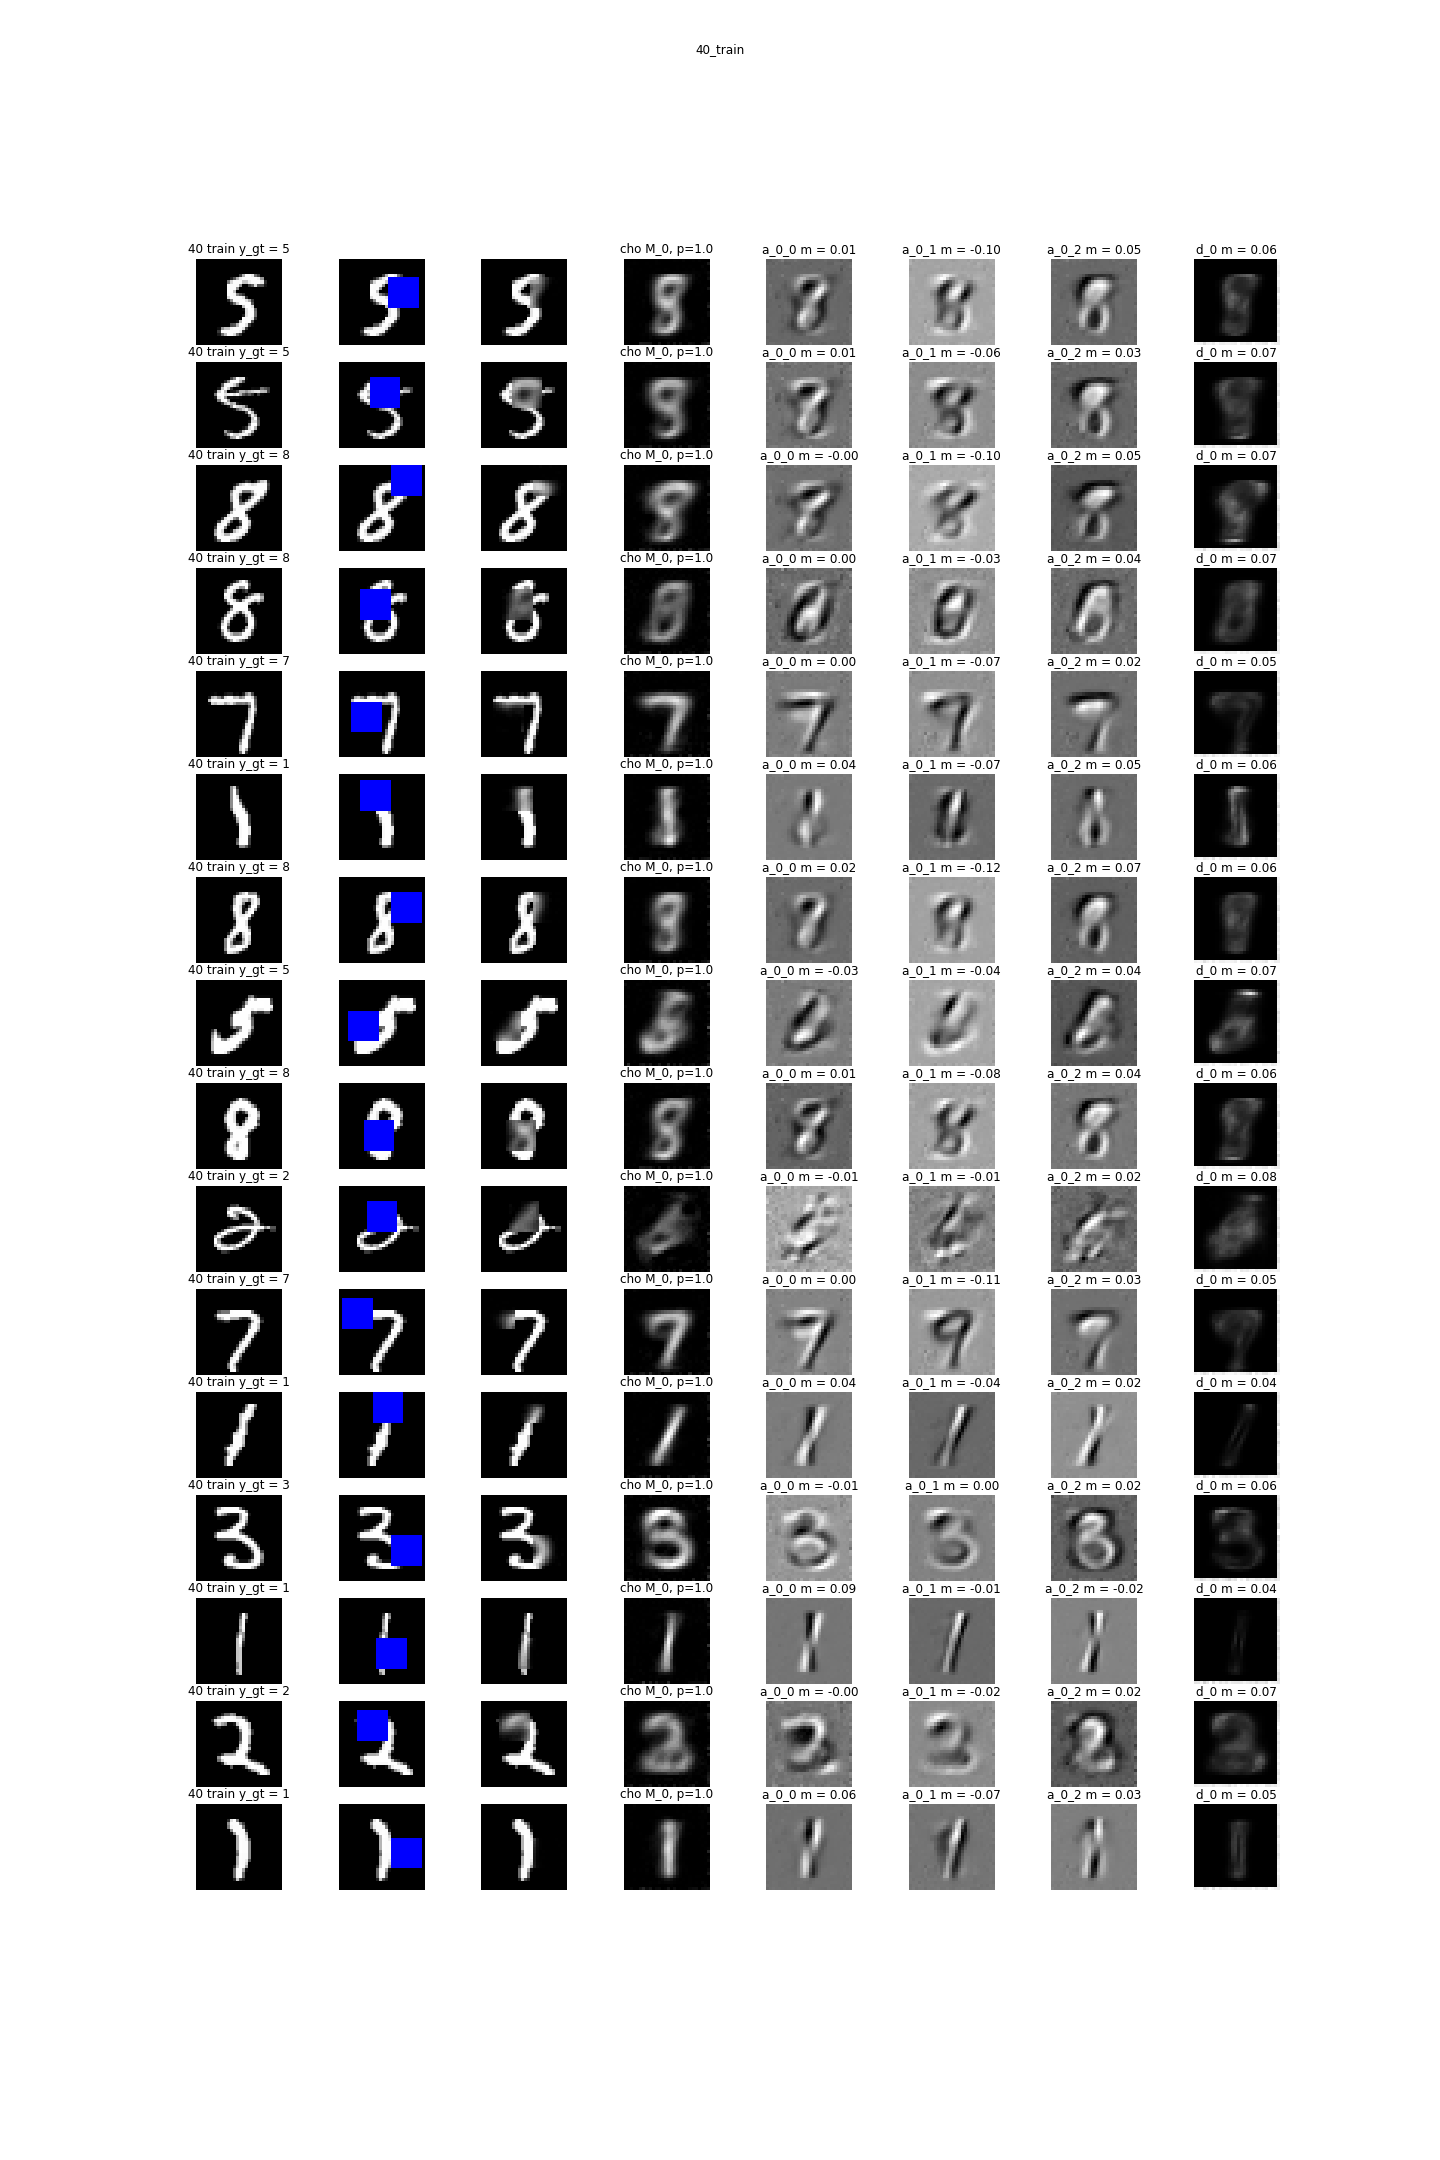 40_train
40 train y_gt = 5 cho M_0, p=1.0 a_0_0 m = 0.01 a_0_1 m = -0.10 a_0_2 m = 0.05 d_0 m = 0.06
40 train y_gt = 5 cho M_0, p=1.0 a_0_0 m = 0.01 a_0_1 m = -0.06 a_0_2 m = 0.03 d_0 m = 0.07
40 train y_gt = 8 cho M_0, p=1.0 a_0_0 m = -0.00 a_0_1 m = -0.10 a_0_2 m = 0.05 d_0 m = 0.07
40 train y_gt = 8 cho M_0, p=1.0 a_0_0 m = 0.00 a_0_1 m = -0.03 a_0_2 m = 0.04 d_0 m = 0.07
40 train y_gt = 7 cho M_0, p=1.0 a_0_0 m = 0.00 a_0_1 m = -0.07 a_0_2 m = 0.02 d_0 m = 0.05
40 train y_gt = 1 cho M_0, p=1.0 a_0_0 m = 0.04 a_0_1 m = -0.07 a_0_2 m = 0.05 d_0 m = 0.06
40 train y_gt = 8 cho M_0, p=1.0 a_0_0 m = 0.02 a_0_1 m = -0.12 a_0_2 m = 0.07 d_0 m = 0.06
40 train y_gt = 5 cho M_0, p=1.0 a_0_0 m = -0.03 a_0_1 m = -0.04 a_0_2 m = 0.04 d_0 m = 0.07
40 train y_gt = 8 cho M_0, p=1.0 a_0_0 m = 0.01 a_0_1 m = -0.08 a_0_2 m = 0.04 d_0 m = 0.06
40 train y_gt = 2 cho M_0, p=1.0 a_0_0 m = -0.01 a_0_1 m = -0.01 a_0_2 m = 0.02 d_0 m = 0.08
40 train y_gt = 7 cho M_0, p=1.0 a_0_0 m = 0.00 a_0_1 m = -0.11 a_0_2 m = 0.03 d_0 m = 0.05
40 train y_gt = 1 cho M_0, p=1.0 a_0_0 m = 0.04 a_0_1 m = -0.04 a_0_2 m = 0.02 d_0 m = 0.04
40 train y_gt = 3 cho M_0, p=1.0 a_0_0 m = -0.01 a_0_1 m = 0.00 a_0_2 m = 0.02 d_0 m = 0.06
40 train y_gt = 1 cho M_0, p=1.0 a_0_0 m = 0.09 a_0_1 m = -0.01 a_0_2 m = -0.02 d_0 m = 0.04
40 train y_gt = 2 cho M_0, p=1.0 a_0_0 m = -0.00 a_0_1 m = -0.02 a_0_2 m = 0.02 d_0 m = 0.07
40 train y_gt = 1 cho M_0, p=1.0 a_0_0 m = 0.06 a_0_1 m = -0.07 a_0_2 m = 0.03 d_0 m = 0.05